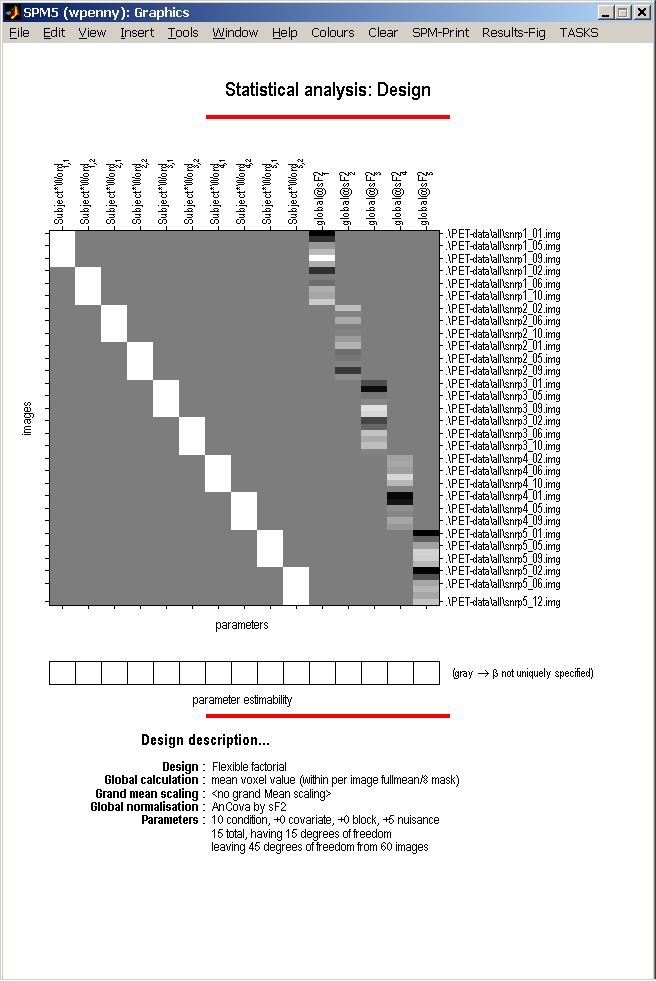 SPM5 (wpenny): Graphics
File Edit View Insert Tools Window Help Colours Clear SPM-Print Results-Fig TASKS
Statistical analysis: Design
Subject*Word1,1
Subject*Word1,2
Subject*Word2,1
Subject*Word2,2
Subject*Word3,1
Subject*Word3,2
Subject*Word4,1
Subject*Word4,2
Subject*Word5,1
Subject*Word5,2
global@sF2_1
global@sF2_2
global@sF2_3
global@sF2_4
global@sF2_5
.\PET-data\all\snrp1_01.img
.\PET-data\all\snrp1_05.img
.\PET-data\all\snrp1_09.img
.\PET-data\all\snrp1_02.img
.\PET-data\all\snrp1_06.img
.\PET-data\all\snrp1_10.img
.\PET-data\all\snrp2_02.img
.\PET-data\all\snrp2_06.img
.\PET-data\all\snrp2_10.img
.\PET-data\all\snrp2_01.img
.\PET-data\all\snrp2_05.img
.\PET-data\all\snrp2_09.img
.\PET-data\all\snrp3_01.img
.\PET-data\all\snrp3_05.img
.\PET-data\all\snrp3_09.img
.\PET-data\all\snrp3_02.img
.\PET-data\all\snrp3_06.img
.\PET-data\all\snrp3_10.img
.\PET-data\all\snrp4_02.img
.\PET-data\all\snrp4_06.img
.\PET-data\all\snrp4_10.img
.\PET-data\all\snrp4_01.img
.\PET-data\all\snrp4_05.img
.\PET-data\all\snrp4_09.img
.\PET-data\all\snrp5_01.img
.\PET-data\all\snrp5_05.img
.\PET-data\all\snrp5_09.img
.\PET-data\all\snrp5_02.img
.\PET-data\all\snrp5_06.img
.\PET-data\all\snrp5_12.img
images
parameters
(gray → β not uniquely specified)
parameter estimability
Design description...
Design : Flexible factorial
Global calculation : mean voxel value (within per image fullmean/8 mask)
Grand mean scaling : <no grand Mean scaling>
Global normalisation : AnCova by sF2
Parameters : 10 condition, +0 covariate, +0 block, +5 nuisance
15 total, having 15 degrees of freedom
leaving 45 degrees of freedom from 60 images